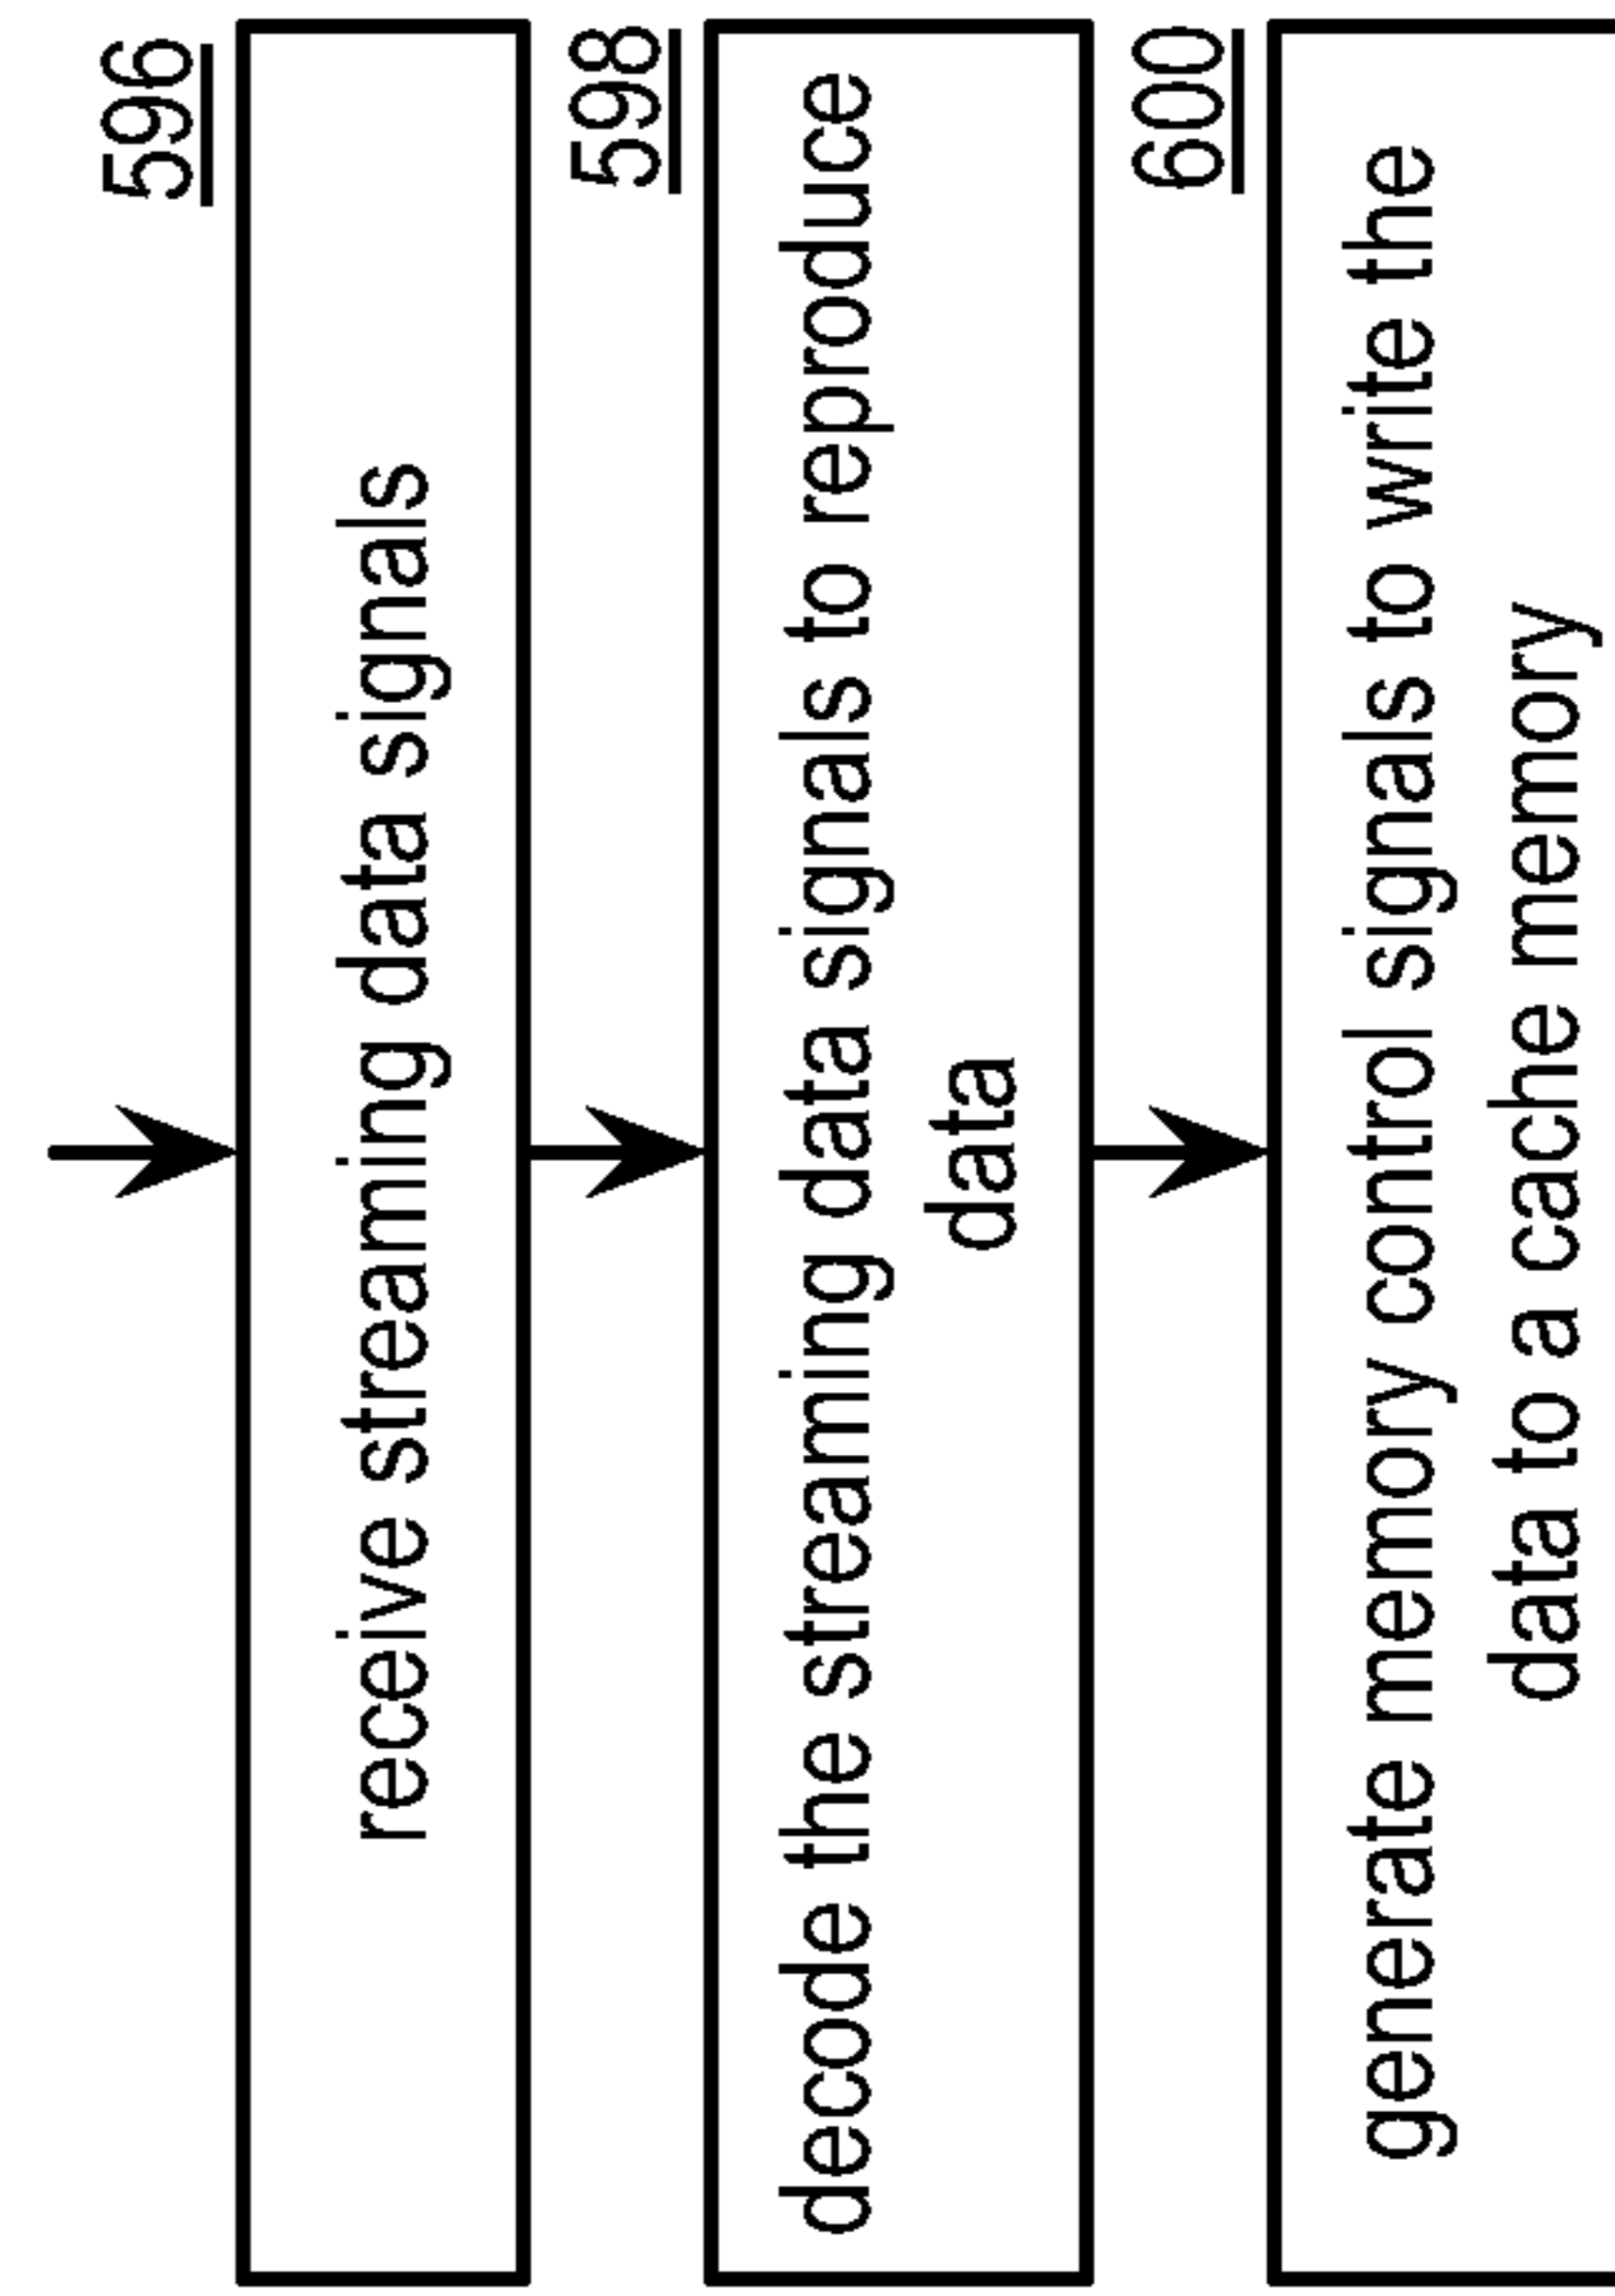 596
receive streaming data signals
598
decode the streaming data signals to reproduce
data
600
generate memory control signals to write the
data to a cache memory